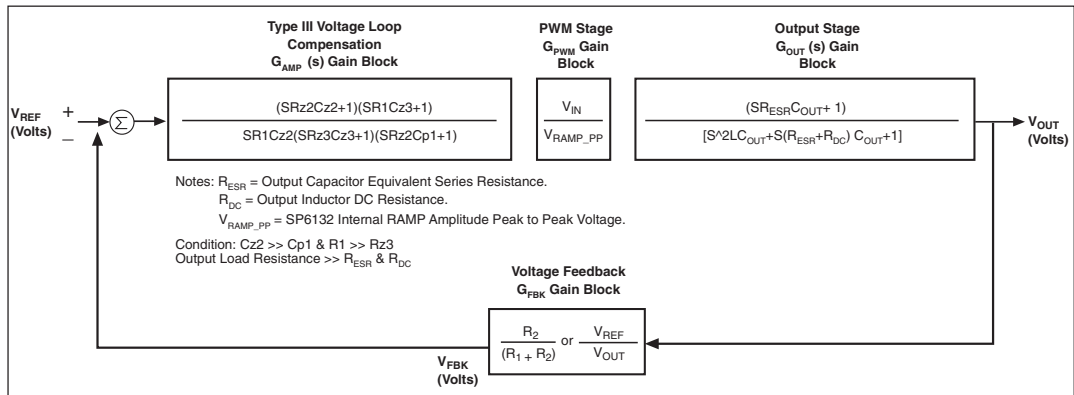 Type III Voltage Loop
Compensation
G_AMP (s) Gain Block
PWM Stage
G_PWM Gain
Block
Output Stage
G_OUT (s) Gain
Block
V_REF
(Volts)
+
−
Σ
(SRz2Cz2+1)(SR1Cz3+1)
SR1Cz2(SRz3Cz3+1)(SRz2Cp1+1)
V_IN
V_RAMP_PP
(SR_ESRC_OUT+ 1)
[S^2LC_OUT+S(R_ESR+R_DC) C_OUT+1]
V_OUT
(Volts)
Notes: R_ESR = Output Capacitor Equivalent Series Resistance.
R_DC = Output Inductor DC Resistance.
V_RAMP_PP = SP6132 Internal RAMP Amplitude Peak to Peak Voltage.
Condition: Cz2 >> Cp1 & R1 >> Rz3
Output Load Resistance >> R_ESR & R_DC
Voltage Feedback
G_FBK Gain Block
R_2
(R_1 + R_2)
or
V_REF
V_OUT
V_FBK
(Volts)